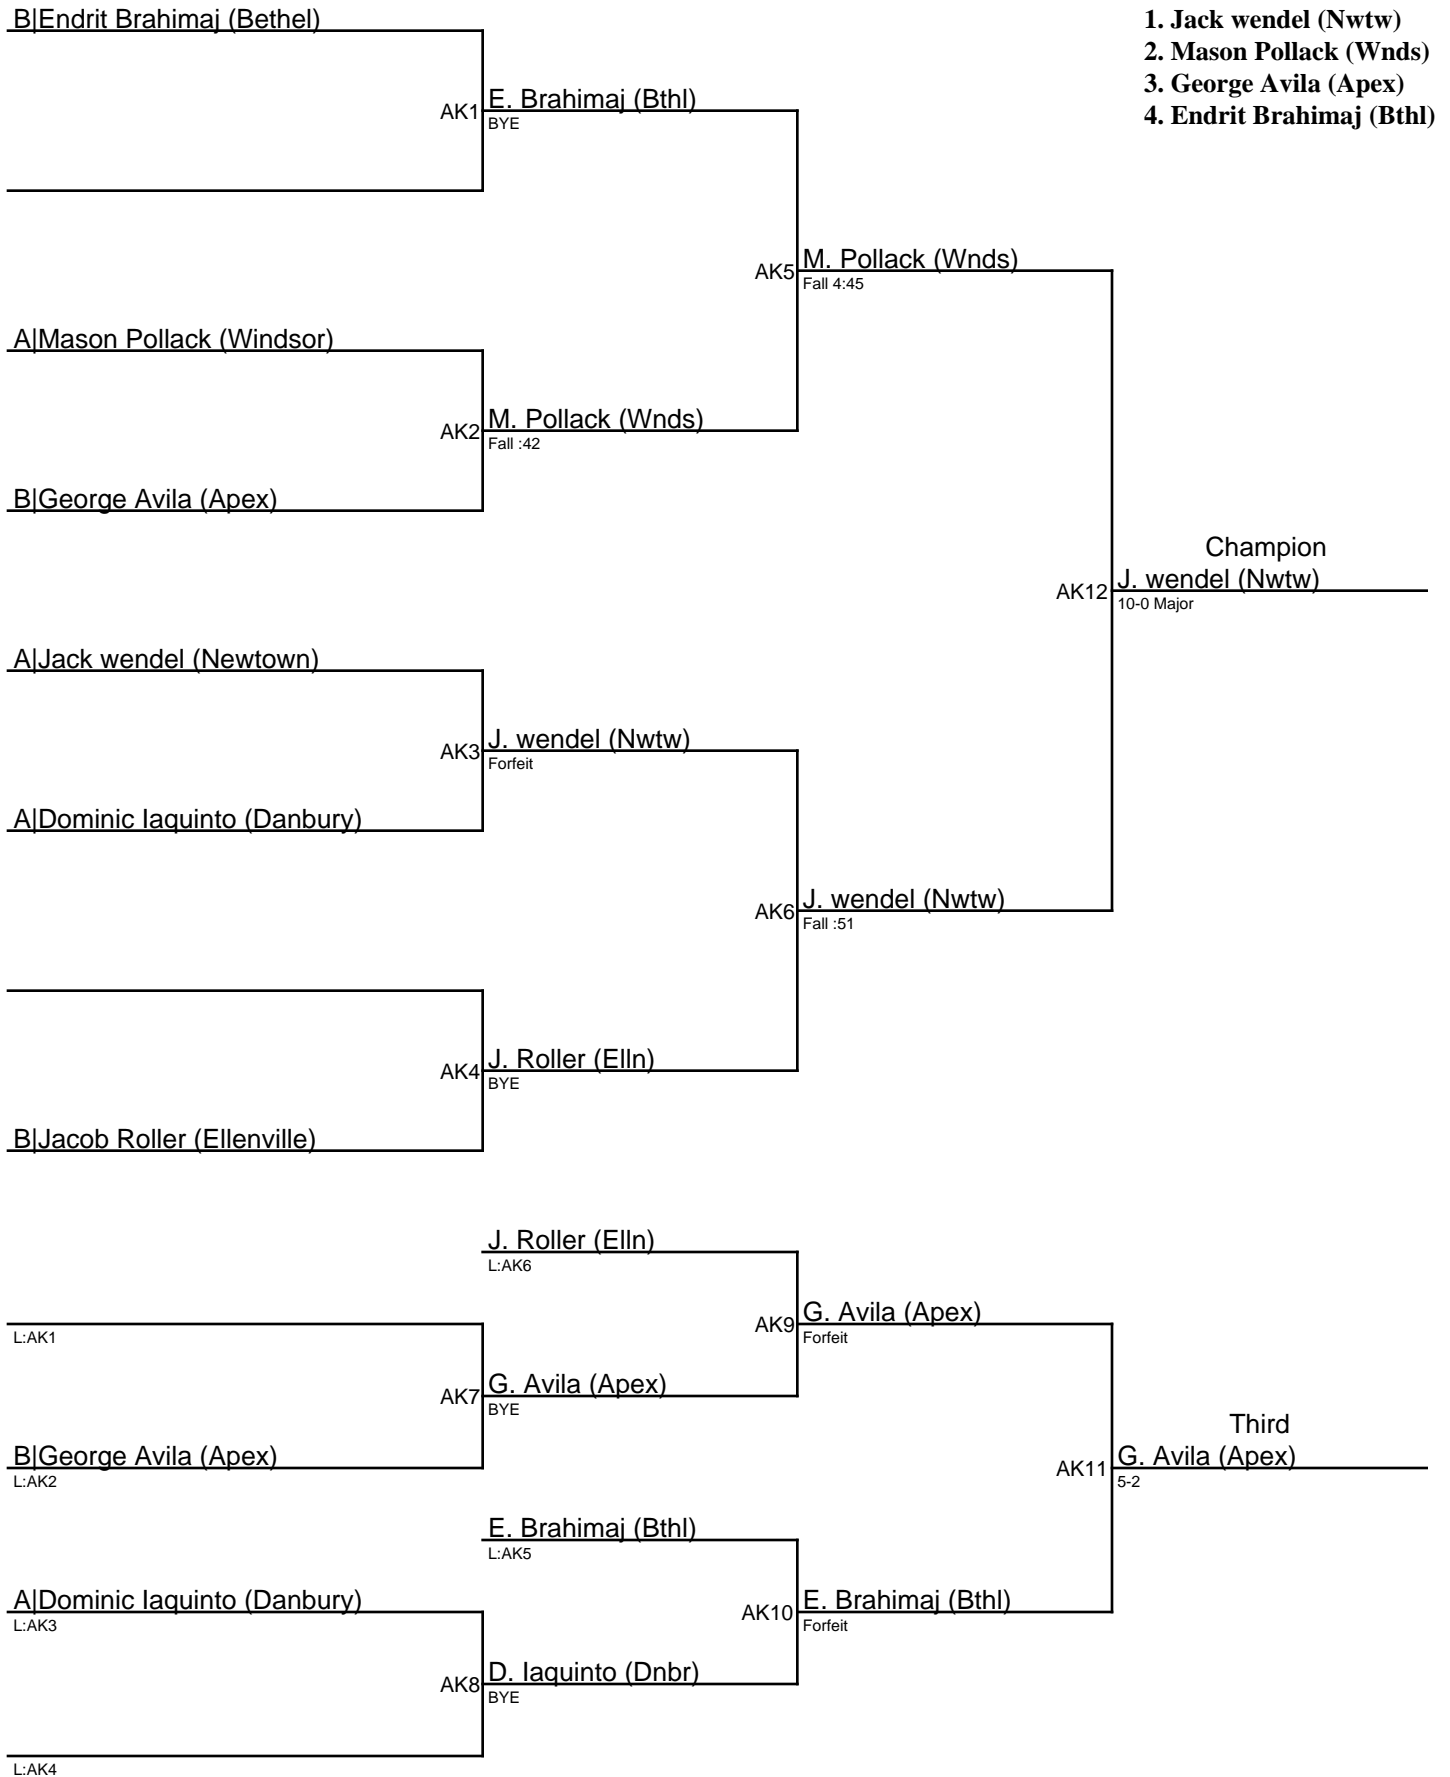 B|Endrit Brahimaj (Bethel)
1. Jack wendel (Nwtw)
2. Mason Pollack (Wnds)
3. George Avila (Apex)
4. Endrit Brahimaj (Bthl)
AK1
E. Brahimaj (Bthl)
BYE
AK5
M. Pollack (Wnds)
Fall 4:45
A|Mason Pollack (Windsor)
AK2
M. Pollack (Wnds)
Fall :42
B|George Avila (Apex)
Champion
AK12
J. wendel (Nwtw)
10-0 Major
A|Jack wendel (Newtown)
AK3
J. wendel (Nwtw)
Forfeit
A|Dominic Iaquinto (Danbury)
AK6
J. wendel (Nwtw)
Fall :51
AK4
J. Roller (Elln)
BYE
B|Jacob Roller (Ellenville)
J. Roller (Elln)
L:AK6
L:AK1
AK9
G. Avila (Apex)
Forfeit
AK7
G. Avila (Apex)
BYE
Third
B|George Avila (Apex)
L:AK2
AK11
G. Avila (Apex)
5-2
E. Brahimaj (Bthl)
L:AK5
A|Dominic Iaquinto (Danbury)
L:AK3
AK10
E. Brahimaj (Bthl)
Forfeit
AK8
D. Iaquinto (Dnbr)
BYE
L:AK4